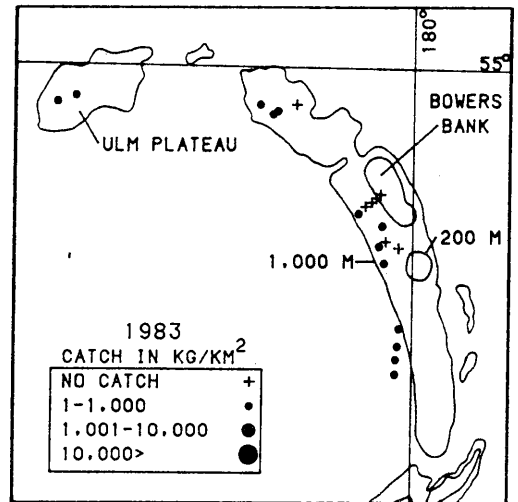 180°
55°
BOWERS
BANK
ULM PLATEAU
200 M
1,000 M
1983
CATCH IN KG/KM²
NO CATCH +
1-1,000
1,001-10,000
10,000>